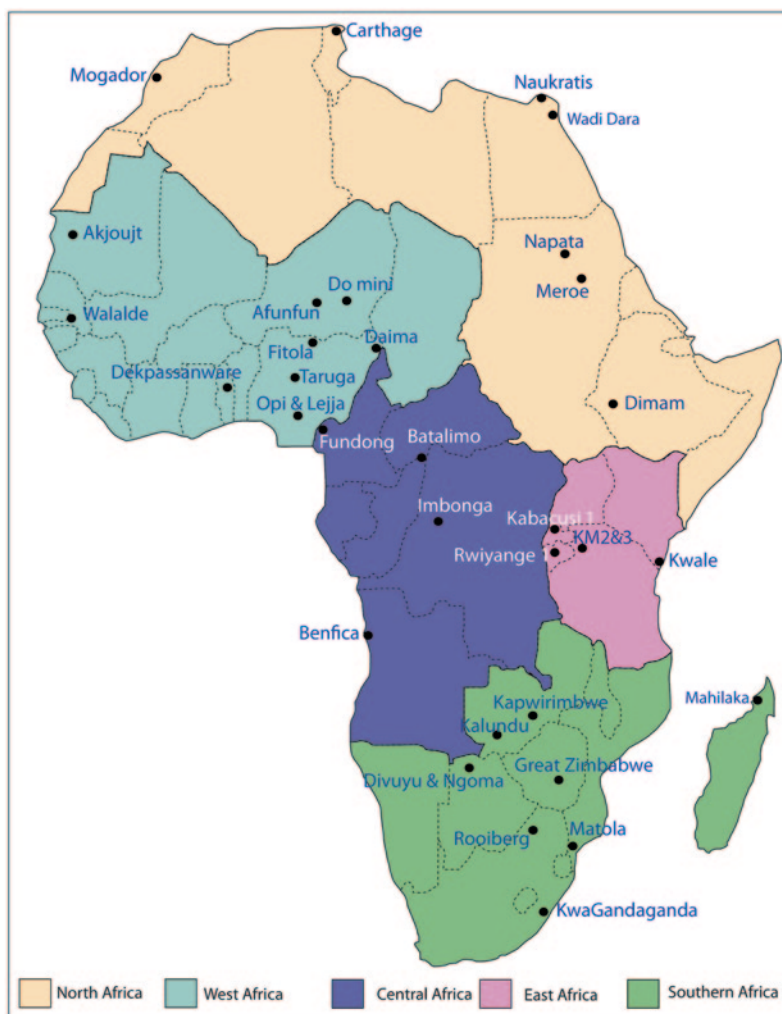 Carthage
Mogador
Naukratis
Wadi Dara
Akjoujt
Napata
Do mini
Meroe
Afunfun
Walalde
Daima
Fitola
Dekpassanware
Taruga
Dimam
Opi & Lejja
Fundong
Batalimo
Imbonga
Kabacusi 1
KM2&3
Rwiyange 1
Kwale
Benfica
Mahilaka
Kapwirimbwe
Kalundu
Great Zimbabwe
Divuyu & Ngoma
Rooiberg
Matola
KwaGandaganda
North Africa
West Africa
Central Africa
East Africa
Southern Africa